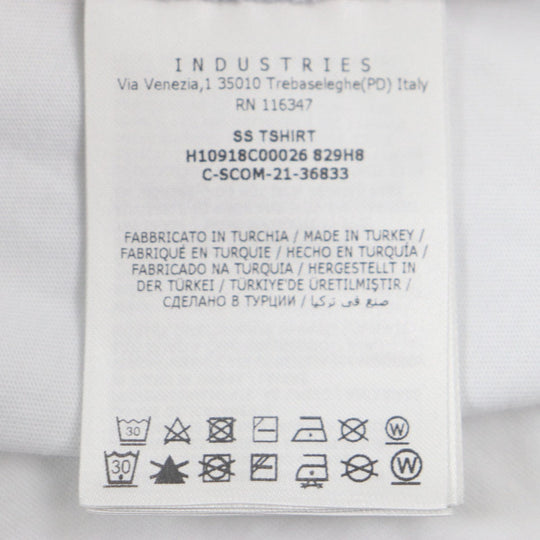 INDUSTRIES
Via Venezia,1 35010 Trebaseleghe(PD) Italy
RN 116347
SS TSHIRT
H10918C00026 829H8
C-SCOM-21-36833
FABBRICATO IN TURCHIA / MADE IN TURKEY /
FABRIQUÉ EN TURQUIE / HECHO EN TURQUÍA /
FABRICADO NA TURQUIA / HERGESTELLT IN
DER TÜRKEI / TÜRKIYE'DE ÜRETILMIŞTIR /
СДЕЛАНО В ТУРЦИИ / صنع في تركيا
30 W
30 W